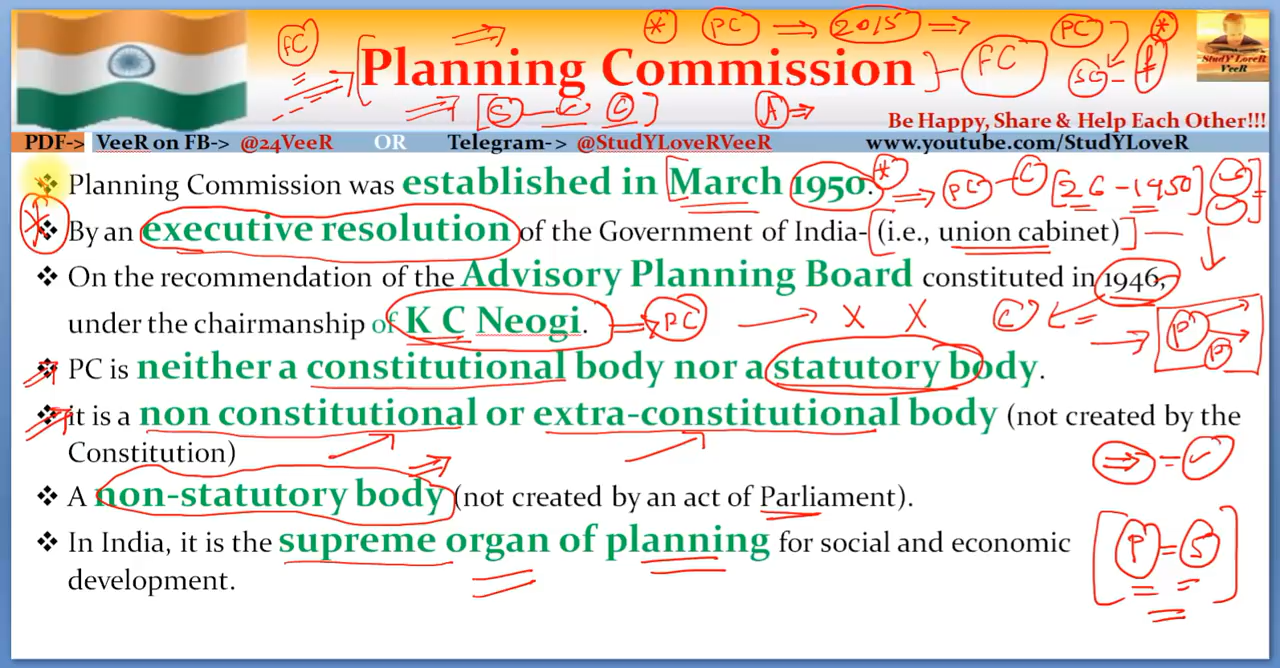 FC
* PC ⇒ 2015 ⇒ PC *
Planning Commission - FC SC - f
[S C C] A ⇒
StudY LoveR
VeeR
Be Happy, Share & Help Each Other!!!
PDF-> VeeR on FB-> @24VeeR OR Telegram-> @StudYLoveRVeeR www.youtube.com/StudYLoveR
❖ Planning Commission was established in March 1950. * ⇒ PC - C [26 - 1950]
❖ By an executive resolution of the Government of India- (i.e., union cabinet)
❖ On the recommendation of the Advisory Planning Board constituted in 1946,
under the chairmanship of K C Neogi. ⇒ PC → X X C P P
❖ PC is neither a constitutional body nor a statutory body.
❖ it is a non constitutional or extra-constitutional body (not created by the
Constitution)
❖ A non-statutory body (not created by an act of Parliament).
❖ In India, it is the supreme organ of planning for social and economic
development.
[P = S]